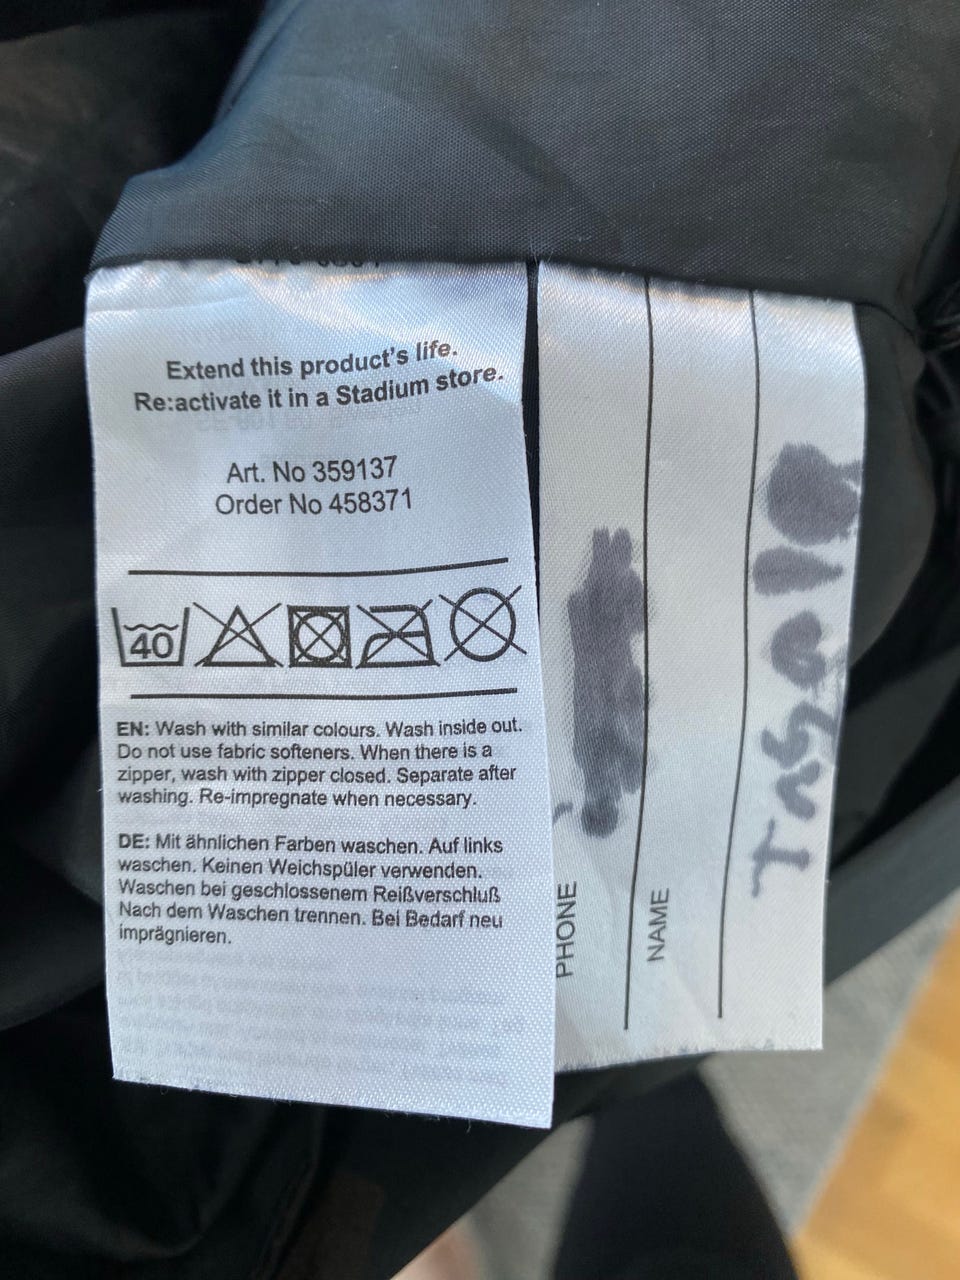 Extend this product's life.
Re:activate it in a Stadium store.
Art. No 359137
Order No 458371
40
EN: Wash with similar colours. Wash inside out.
Do not use fabric softeners. When there is a
zipper, wash with zipper closed. Separate after
washing. Re-impregnate when necessary.
DE: Mit ähnlichen Farben waschen. Auf links
waschen. Keinen Weichspüler verwenden.
Waschen bei geschlossenem Reißverschluß
Nach dem Waschen trennen. Bei Bedarf neu
imprägnieren.
PHONE
NAME